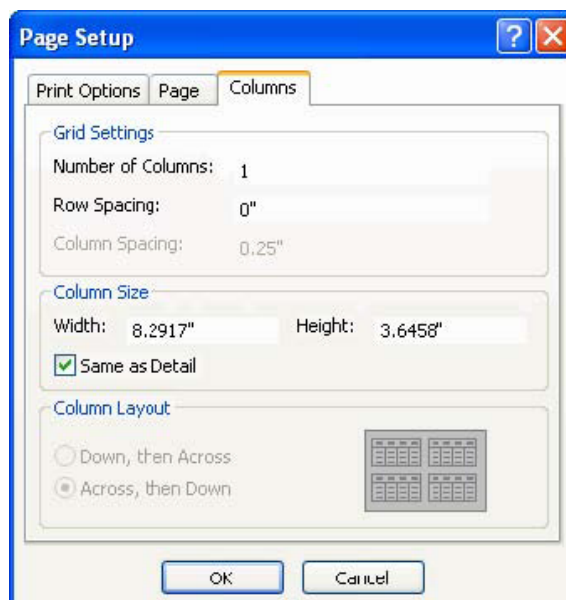 Page Setup
Print Options Page Columns
Grid Settings
Number of Columns: 1
Row Spacing: 0"
Column Spacing: 0.25"
Column Size
Width: 8.2917" Height: 3.6458"
Same as Detail
Column Layout
Down, then Across
Across, then Down
OK Cancel